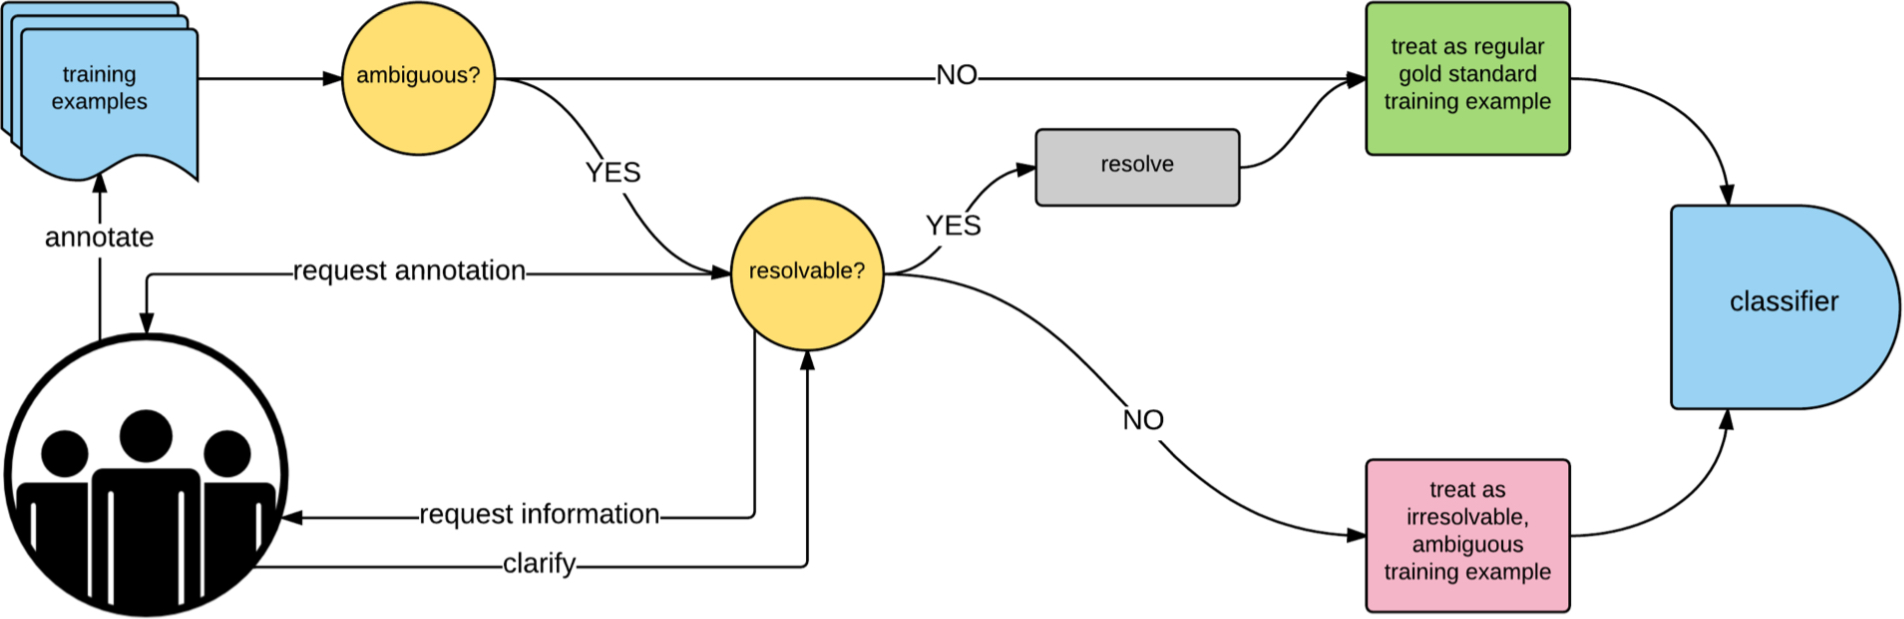 training
examples
ambiguous?
NO
treat as regular
gold standard
training example
YES
resolve
YES
annotate
request annotation
resolvable?
classifier
NO
request information
clarify
treat as
irresolvable,
ambiguous
training example